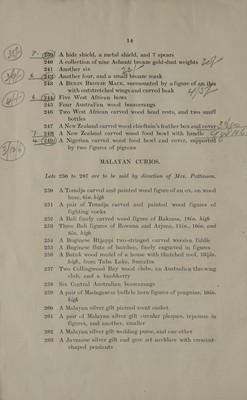 14
239 A hide shield, a metal shield, and 7 spears
240 A collection of nine Ashanti bronze gold-dust weights
241 Another six
242 Another four, and a small bronze mask
243 A BENIN BRONZE MACE, surmounted by a figure of an ibis
with outstretched wings and curved beak
244 Five West African bows
245 Four Australian wood boomerangs
246 Two West African carved wood head rests, and two snuff
bottles
247 A New Zealand carved wood chieftain's feather box and cover
248 A New Zealand carved wood food bowl with handle
249 A Nigerian carved wood food bowl and cover, supported
by two figures of pigeons
MALAYAN CURIOS.
Lots 250 to 267 are to be sold by direction of Mrs. Pattinson.
250 A Toradja carved and painted wood figure of an ox, on wood
base, 6in. high
251 A pair of Toradja carved and painted wood figures of
fighting cocks
252 A Bali finely carved wood figure of Raksasa, 16in. high
253 Three Bali figures of Rowana and Arjuna, 11in., 10in. and
6in. high
254 A Buginese Htjappi two-stringed carved wooden fiddle
255 A Buginese flute of bamboo, finely engraved in figures
256 A Batak wood model of a house with thatched roof,
high, from Toba Lake, Sumatra
257 Two Collingwood Bay wood clubs, an Australian throwing
club, and a knobkerry
258 Six Central Australian boomerangs
259 A pair of Madagascar buffalo horn figures of penguins, 10in.
high
260 A Malayan silver gilt pierced scent casket
261 A pair of Malayan silver gilt circular plaques, repoussé in
figures, and another, smaller
262 A Malayan silver gilt wedding purse, and one other
263 A Javanese silver gilt and gem set necklace with crescent-
shaped pendants